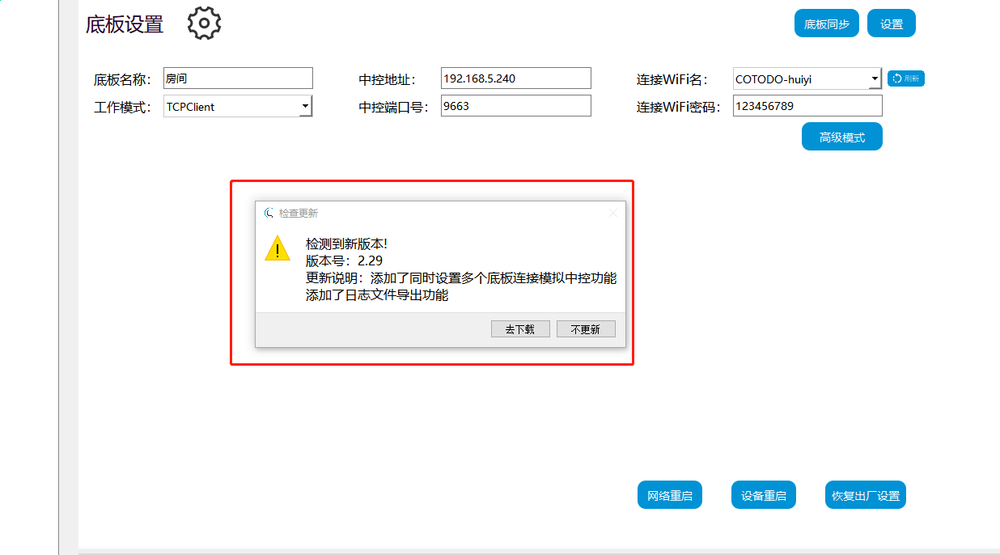 底板设置
底板同步
设置
底板名称：
房间
中控地址：
192.168.5.240
连接WiFi名：
COTODO-huiyi
刷新
工作模式：
TCPClient
中控端口号：
9663
连接WiFi密码：
123456789
高级模式
检查更新
检测到新版本!
版本号：2.29
更新说明：添加了同时设置多个底板连接模拟中控功能
添加了日志文件导出功能
去下载
不更新
网络重启
设备重启
恢复出厂设置